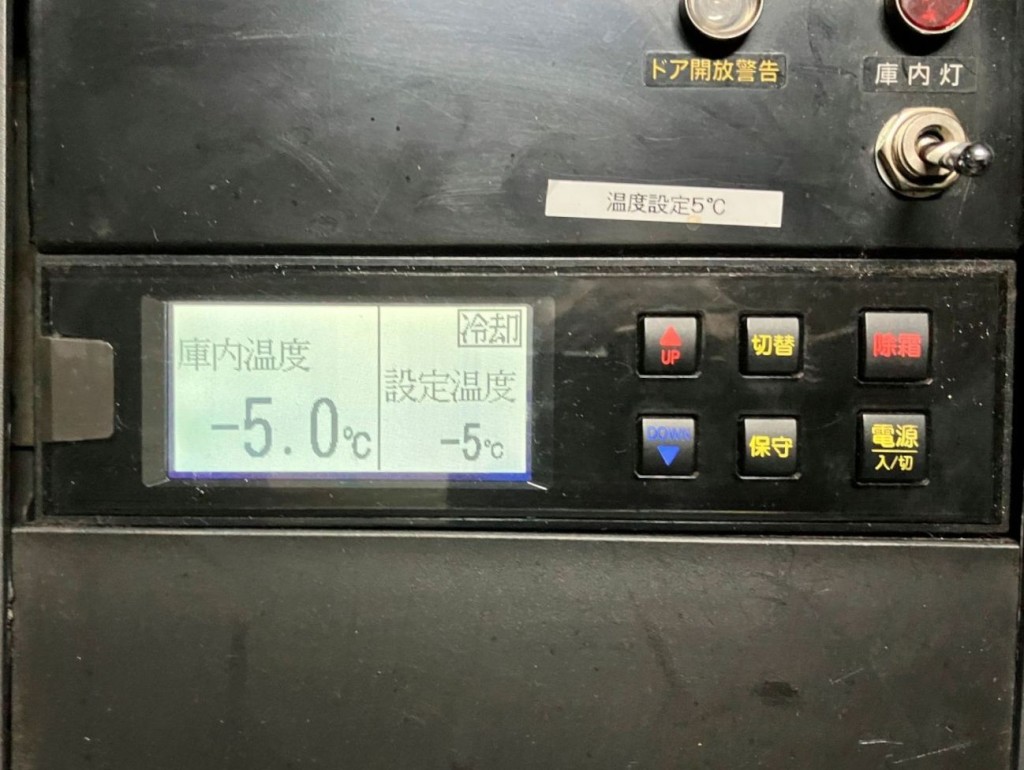 ドア開放警告
庫内灯
温度設定5℃
冷却
庫内温度
設定温度
-5.0℃
-5℃
UP
切替
除霜
DOWN
保守
電源
入/切